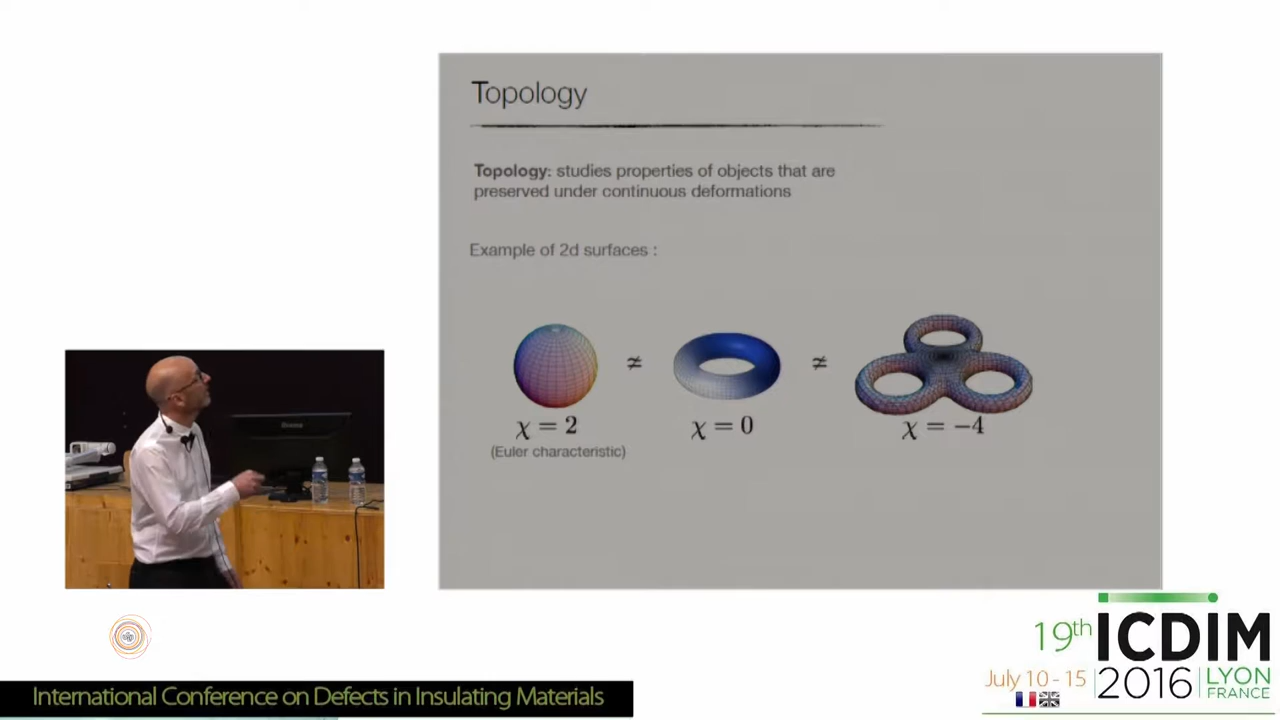 Topology
Topology: studies properties of objects that are
preserved under continuous deformations
Example of 2d surfaces :
≠
≠
χ = 2
χ = 0
χ = −4
(Euler characteristic)
19th ICDIM
July 10 - 15 2016 LYON
FRANCE
International Conference on Defects in Insulating Materials